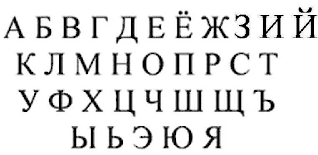 А Б В Г Д Е Ё Ж З И Й
К Л М Н О П Р С Т
У Ф Х Ц Ч Ш Щ Ъ
Ы Ь Э Ю Я